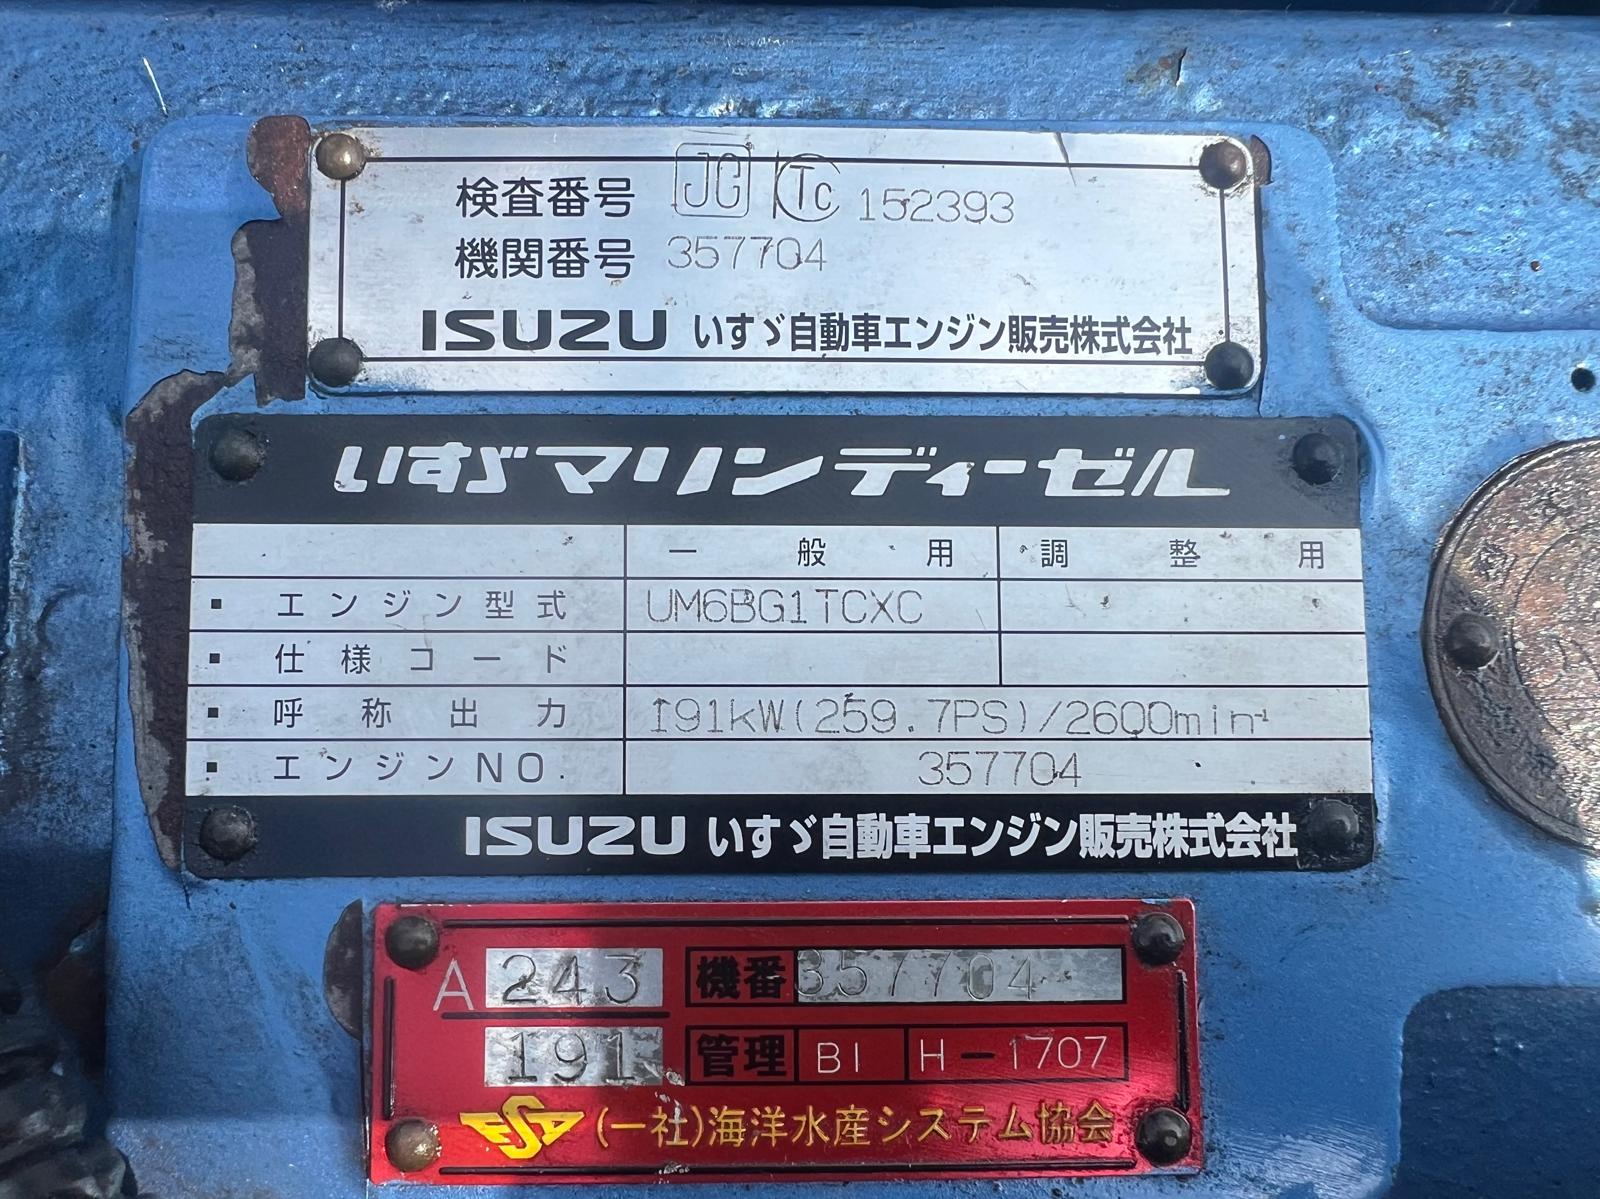 検査番号 JC Tc 152393
機関番号 357704
ISUZU いすゞ自動車エンジン販売株式会社
いすゞマリンディーゼル
一般用 調整用
▪ エンジン型式 UM6BG1TCXC
▪ 仕様コード
▪ 呼称出力 191kW(259.7PS)/2600min-1
▪ エンジンNO. 357704
ISUZU いすゞ自動車エンジン販売株式会社
A 243 機番 357704
191 管理 BI H-1707
FSA (一社)海洋水産システム協会